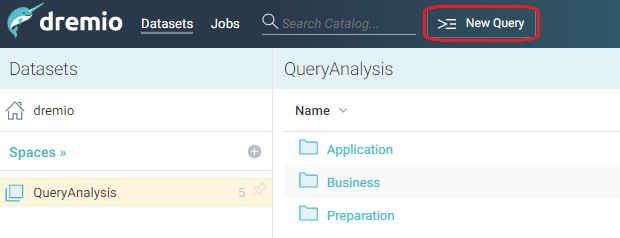 dremio Datasets Jobs Search Catalog... New Query
Datasets
QueryAnalysis
dremio
Name
Spaces »
Application
Business
QueryAnalysis 5
Preparation